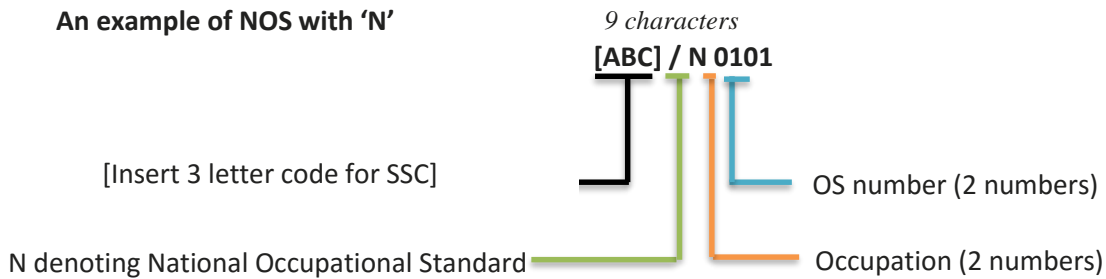 An example of NOS with ‘N’
9 characters
[ABC] / N 0101
[Insert 3 letter code for SSC]
OS number (2 numbers)
N denoting National Occupational Standard
Occupation (2 numbers)